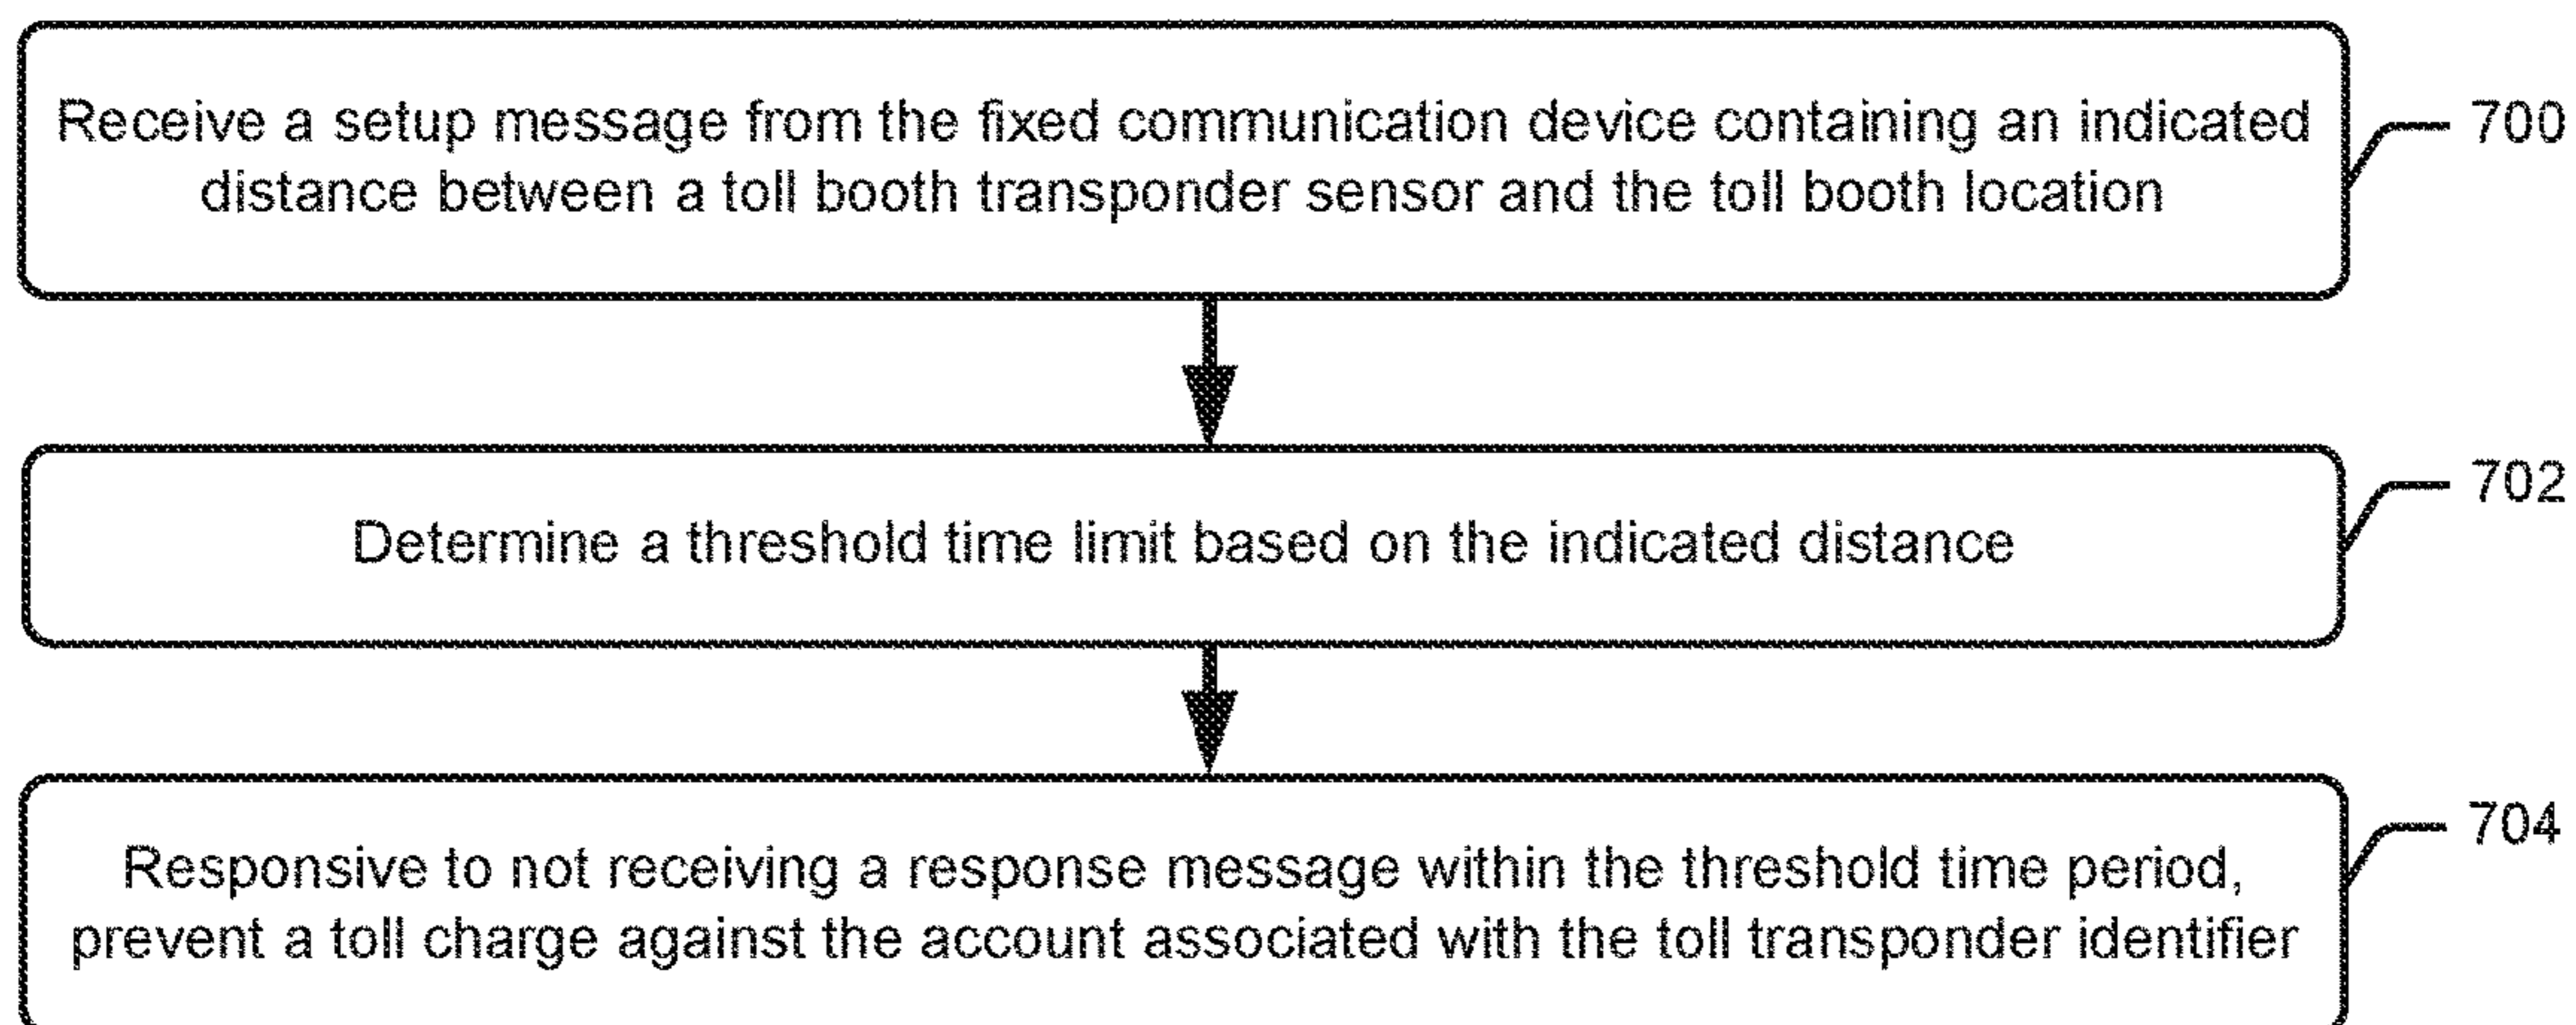 Receive a setup message from the fixed communication device containing an indicated
distance between a toll booth transponder sensor and the toll booth location
700
Determine a threshold time limit based on the indicated distance
702
Responsive to not receiving a response message within the threshold time period,
prevent a toll charge against the account associated with the toll transponder identifier
704